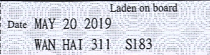 Laden on board
Date MAY 20 2019
WAN HAI 311 S183